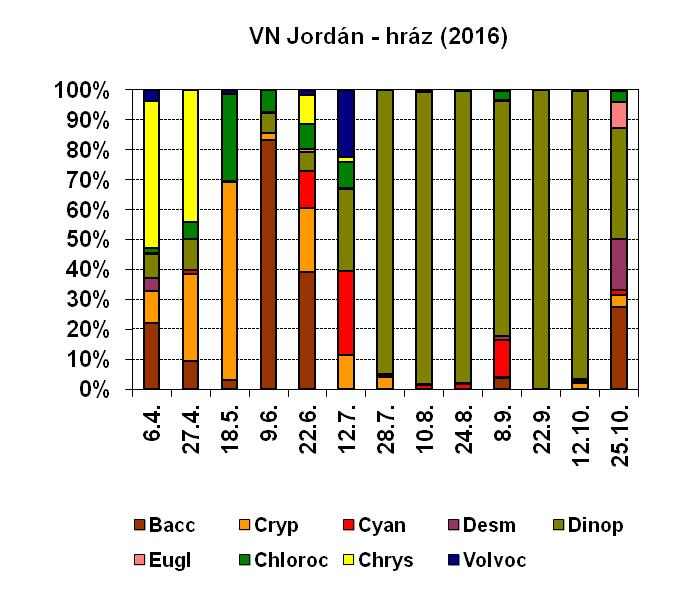 VN Jordán - hráz (2016)
100%
90%
80%
70%
60%
50%
40%
30%
20%
10%
0%
6.4. 27.4. 18.5. 9.6. 22.6. 12.7. 28.7. 10.8. 24.8. 8.9. 22.9. 12.10. 25.10.
Bacc Cryp Cyan Desm Dinop
Eugl Chloroc Chrys Volvoc